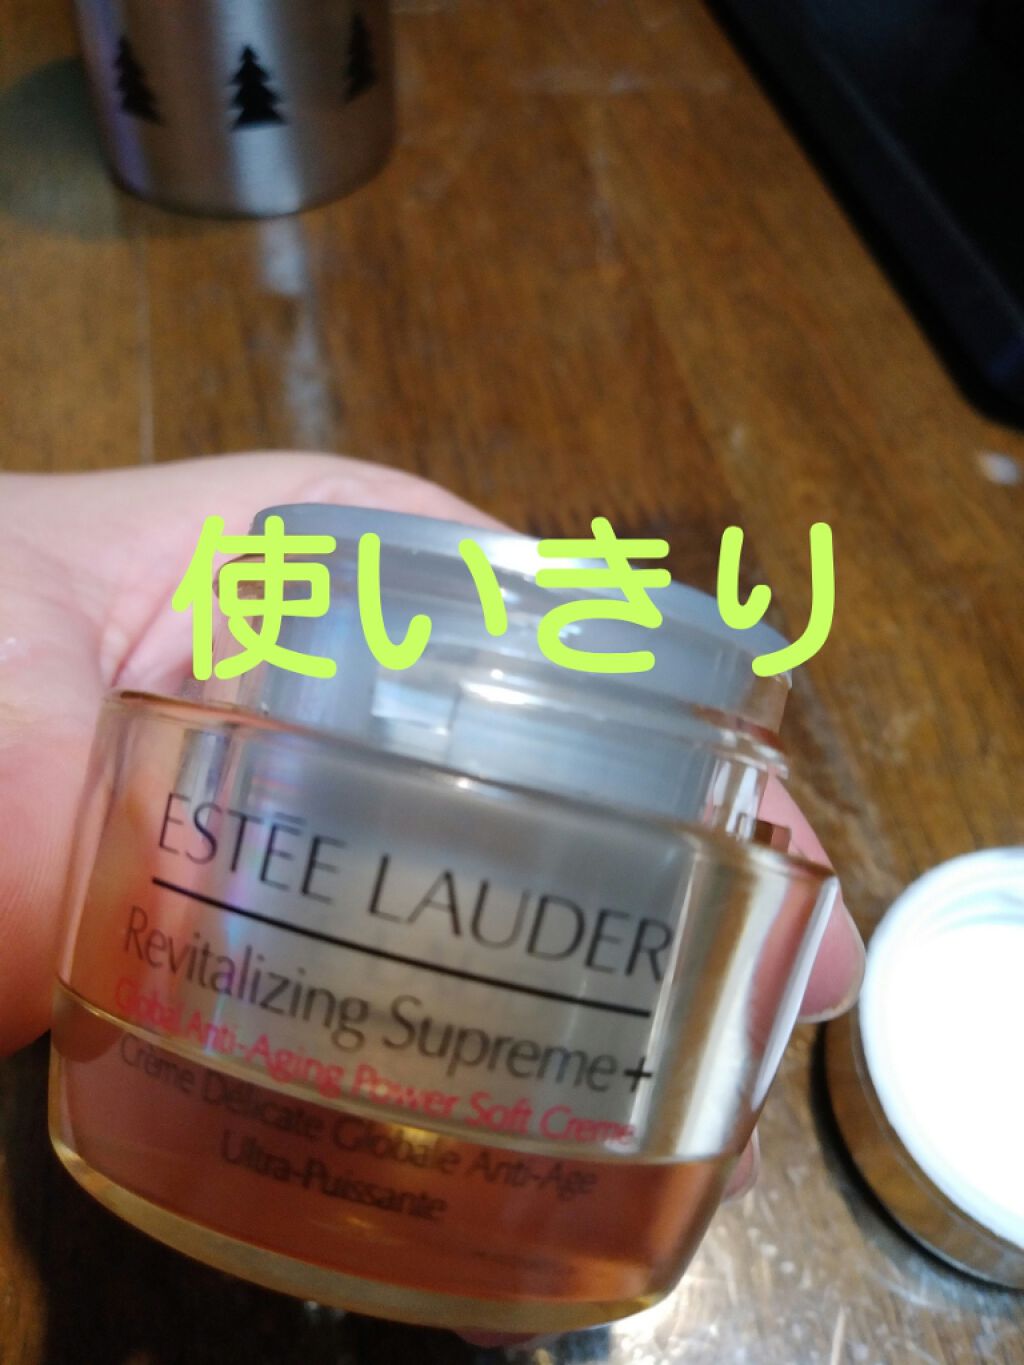 使いきり
ESTĒE LAUDER
Revitalizing Supreme+
Global Anti-Aging Power Soft Creme
Crème Délicate Globale Anti-Age
Ultra-Puissante